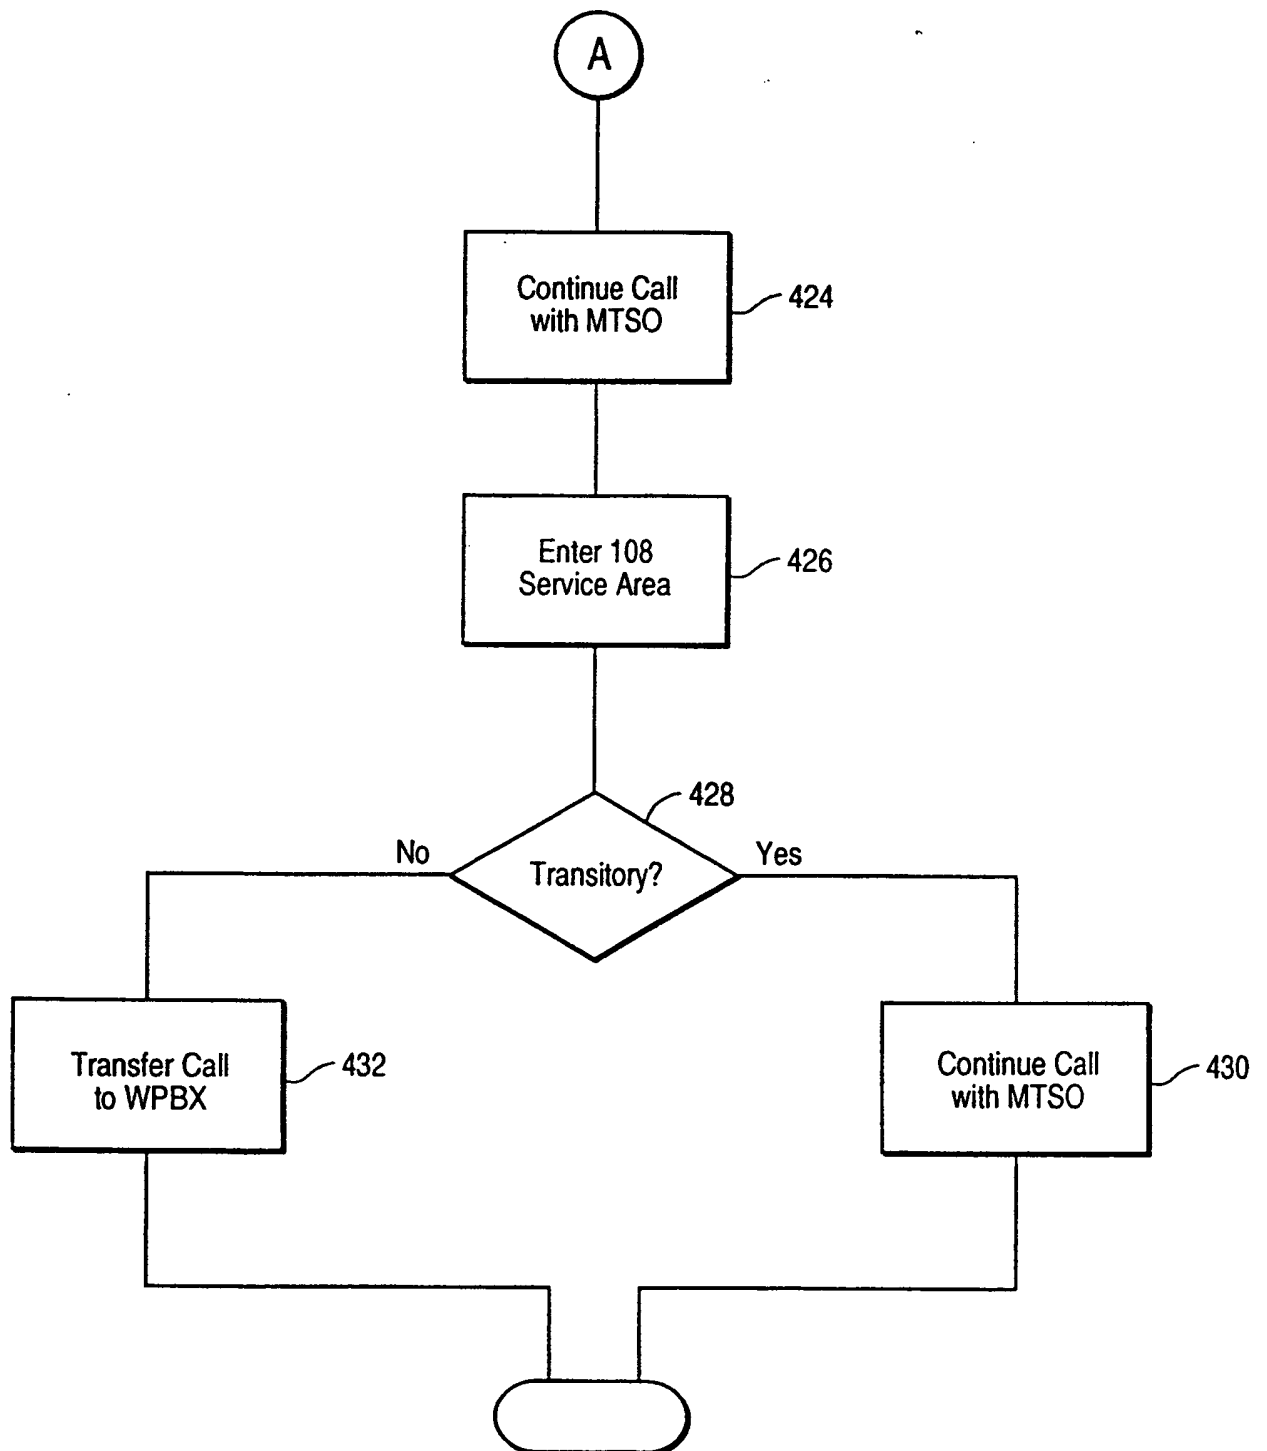 A
Continue Call
with MTSO
424
Enter 108
Service Area
426
428
No
Transitory?
Yes
Transfer Call
to WPBX
432
Continue Call
with MTSO
430